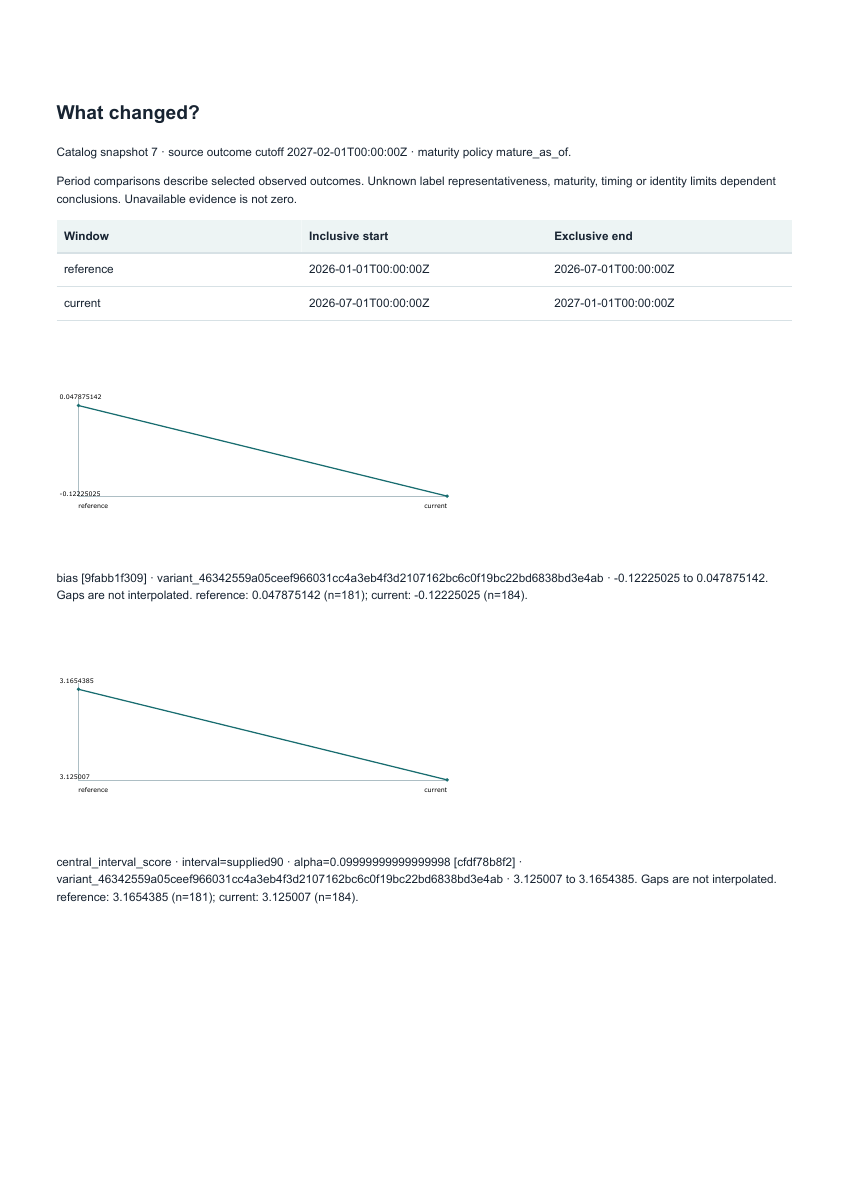 What changed?
Catalog snapshot 7 · source outcome cutoff 2027-02-01T00:00:00Z · maturity policy mature_as_of.
Period comparisons describe selected observed outcomes. Unknown label representativeness, maturity, timing or identity limits dependent
conclusions. Unavailable evidence is not zero.
Window Inclusive start Exclusive end
reference 2026-01-01T00:00:00Z 2026-07-01T00:00:00Z
current 2026-07-01T00:00:00Z 2027-01-01T00:00:00Z
0.047875142
-0.12225025
reference current
bias [9fabb1f309] · variant_46342559a05ceef966031cc4a3eb4f3d2107162bc6c0f19bc22bd6838bd3e4ab · -0.12225025 to 0.047875142.
Gaps are not interpolated. reference: 0.047875142 (n=181); current: -0.12225025 (n=184).
3.1654385
3.125007
reference current
central_interval_score · interval=supplied90 · alpha=0.09999999999999998 [cfdf78b8f2] ·
variant_46342559a05ceef966031cc4a3eb4f3d2107162bc6c0f19bc22bd6838bd3e4ab · 3.125007 to 3.1654385. Gaps are not interpolated.
reference: 3.1654385 (n=181); current: 3.125007 (n=184).